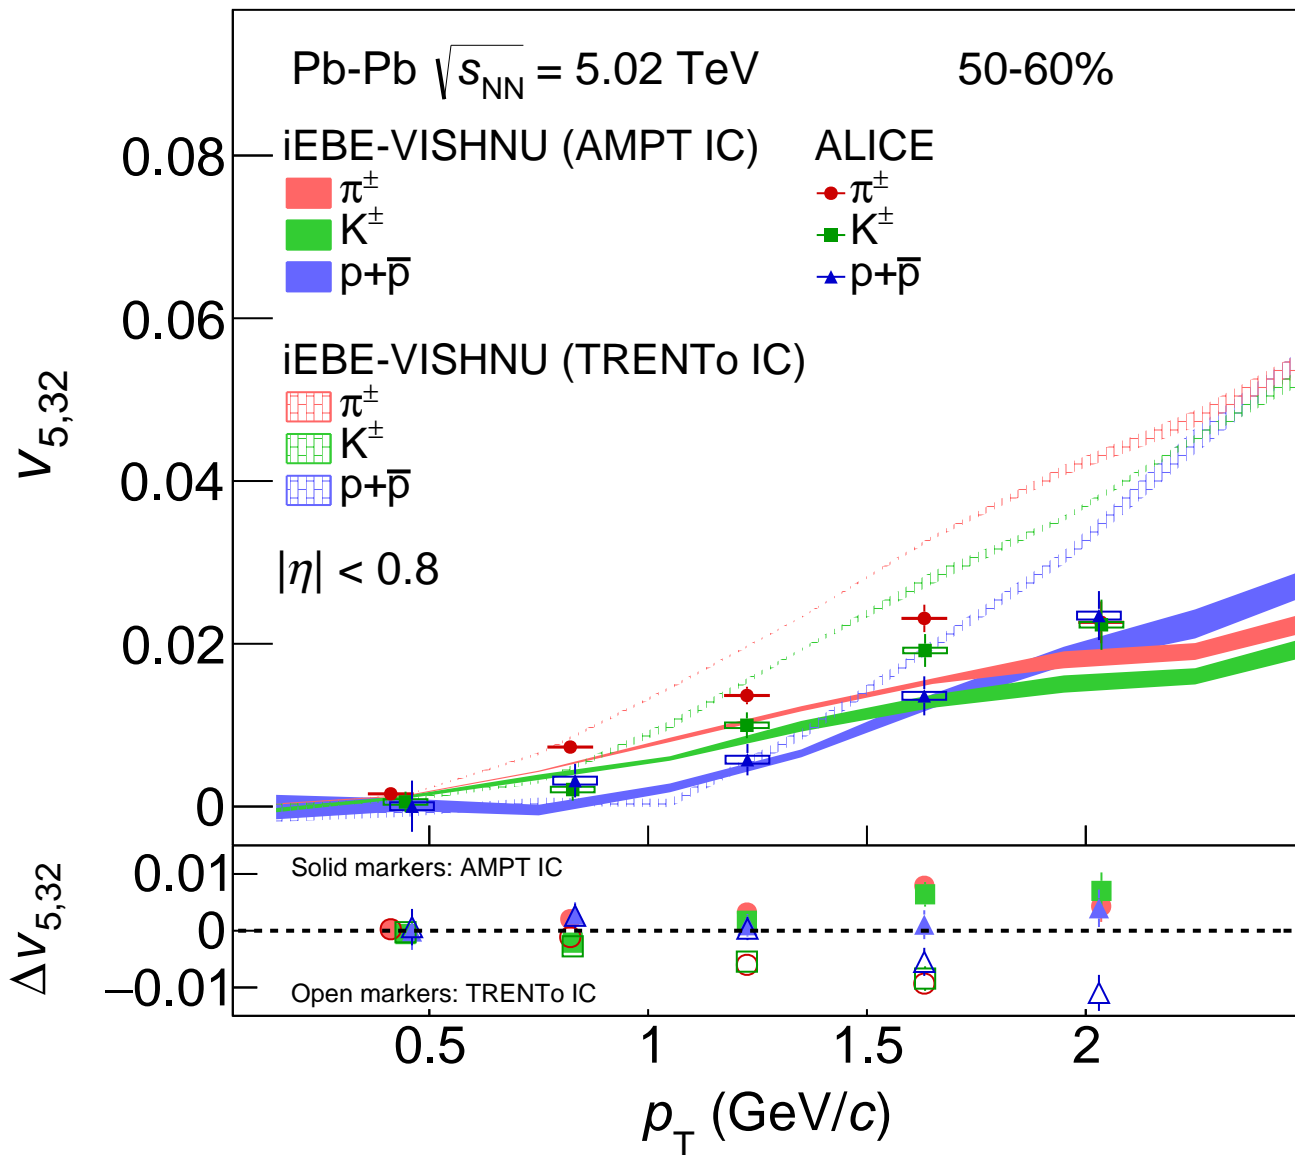 Pb-Pb √s_NN = 5.02 TeV 50-60%
iEBE-VISHNU (AMPT IC) ALICE
π± π±
K± K±
p+p̅ p+p̅
iEBE-VISHNU (TRENTo IC)
π±
K±
p+p̅
|η| < 0.8
v5,32
0.08
0.06
0.04
0.02
0
Solid markers: AMPT IC
Open markers: TRENTo IC
Δv5,32
0.01
0
−0.01
0.5 1 1.5 2
pT (GeV/c)